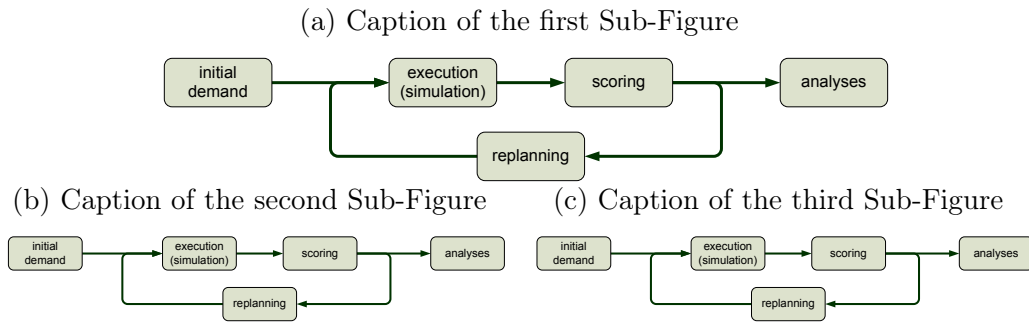 (a) Caption of the first Sub-Figure
initial
demand
execution
(simulation)
scoring
analyses
replanning
(b) Caption of the second Sub-Figure
initial
demand
execution
(simulation)
scoring
analyses
replanning
(c) Caption of the third Sub-Figure
initial
demand
execution
(simulation)
scoring
analyses
replanning